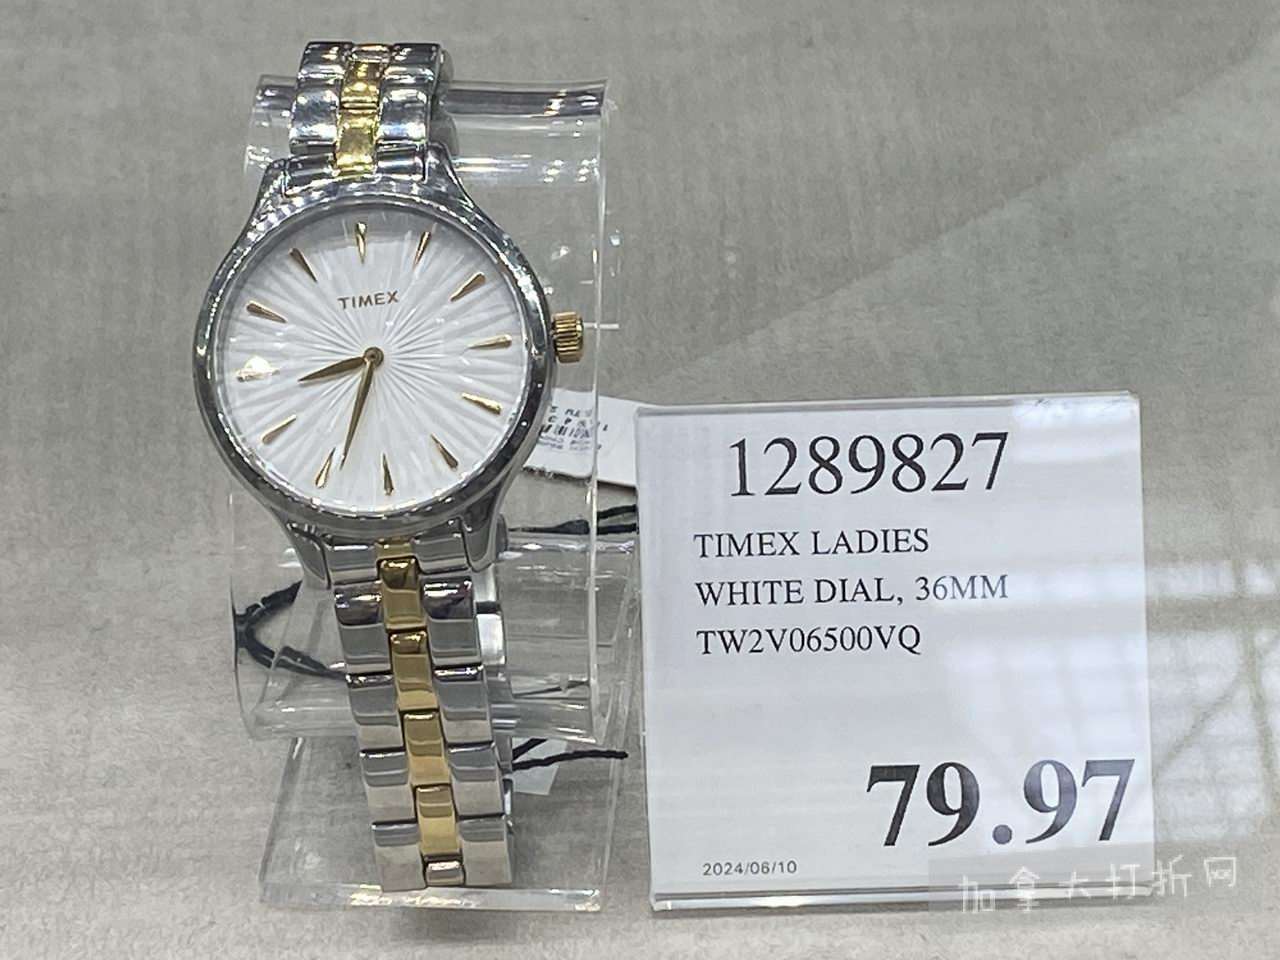 TIMEX
1289827
TIMEX LADIES
WHITE DIAL, 36MM
TW2V06500VQ
79.97
2024/06/10
加拿大打折网